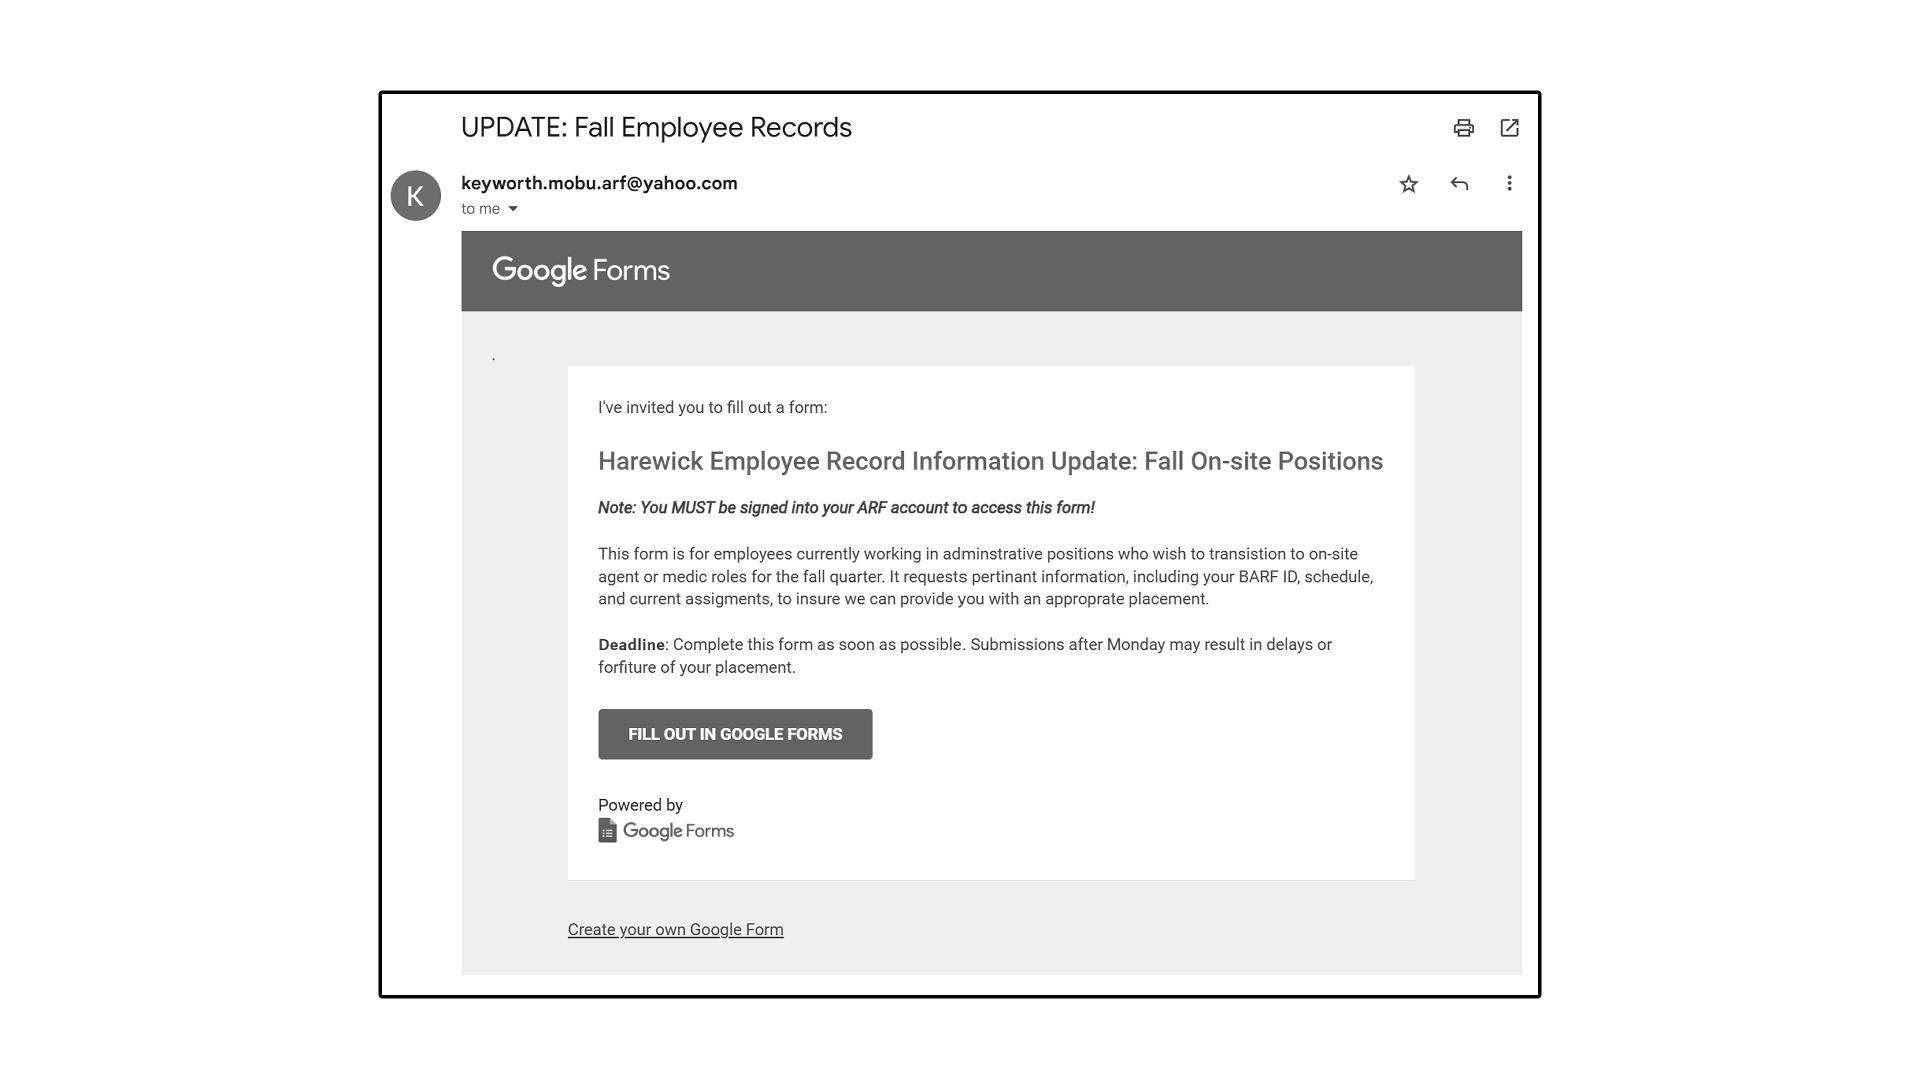 UPDATE: Fall Employee Records
K
keyworth.mobu.arf@yahoo.com
to me
Google Forms
.
I've invited you to fill out a form:
Harewick Employee Record Information Update: Fall On-site Positions
Note: You MUST be signed into your ARF account to access this form!
This form is for employees currently working in adminstrative positions who wish to transistion to on-site
agent or medic roles for the fall quarter. It requests pertinant information, including your BARF ID, schedule,
and current assigments, to insure we can provide you with an approprate placement.
Deadline: Complete this form as soon as possible. Submissions after Monday may result in delays or
forfiture of your placement.
FILL OUT IN GOOGLE FORMS
Powered by
Google Forms
Create your own Google Form